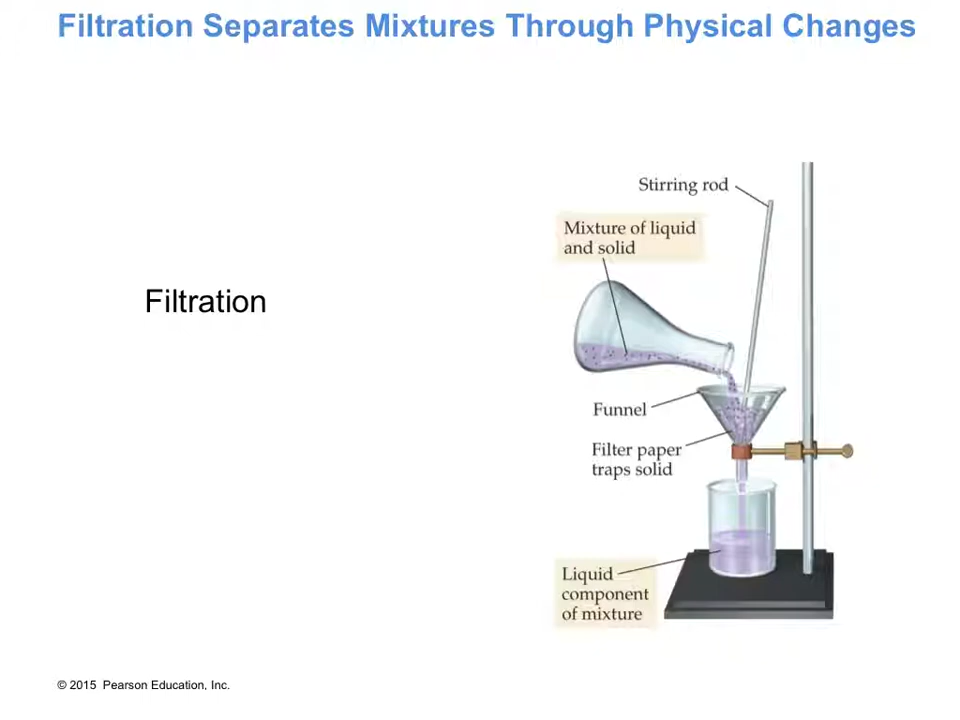 Filtration Separates Mixtures Through Physical Changes
Stirring rod
Mixture of liquid
and solid
Filtration
Funnel
Filter paper
traps solid
Liquid
component
of mixture
© 2015 Pearson Education, Inc.